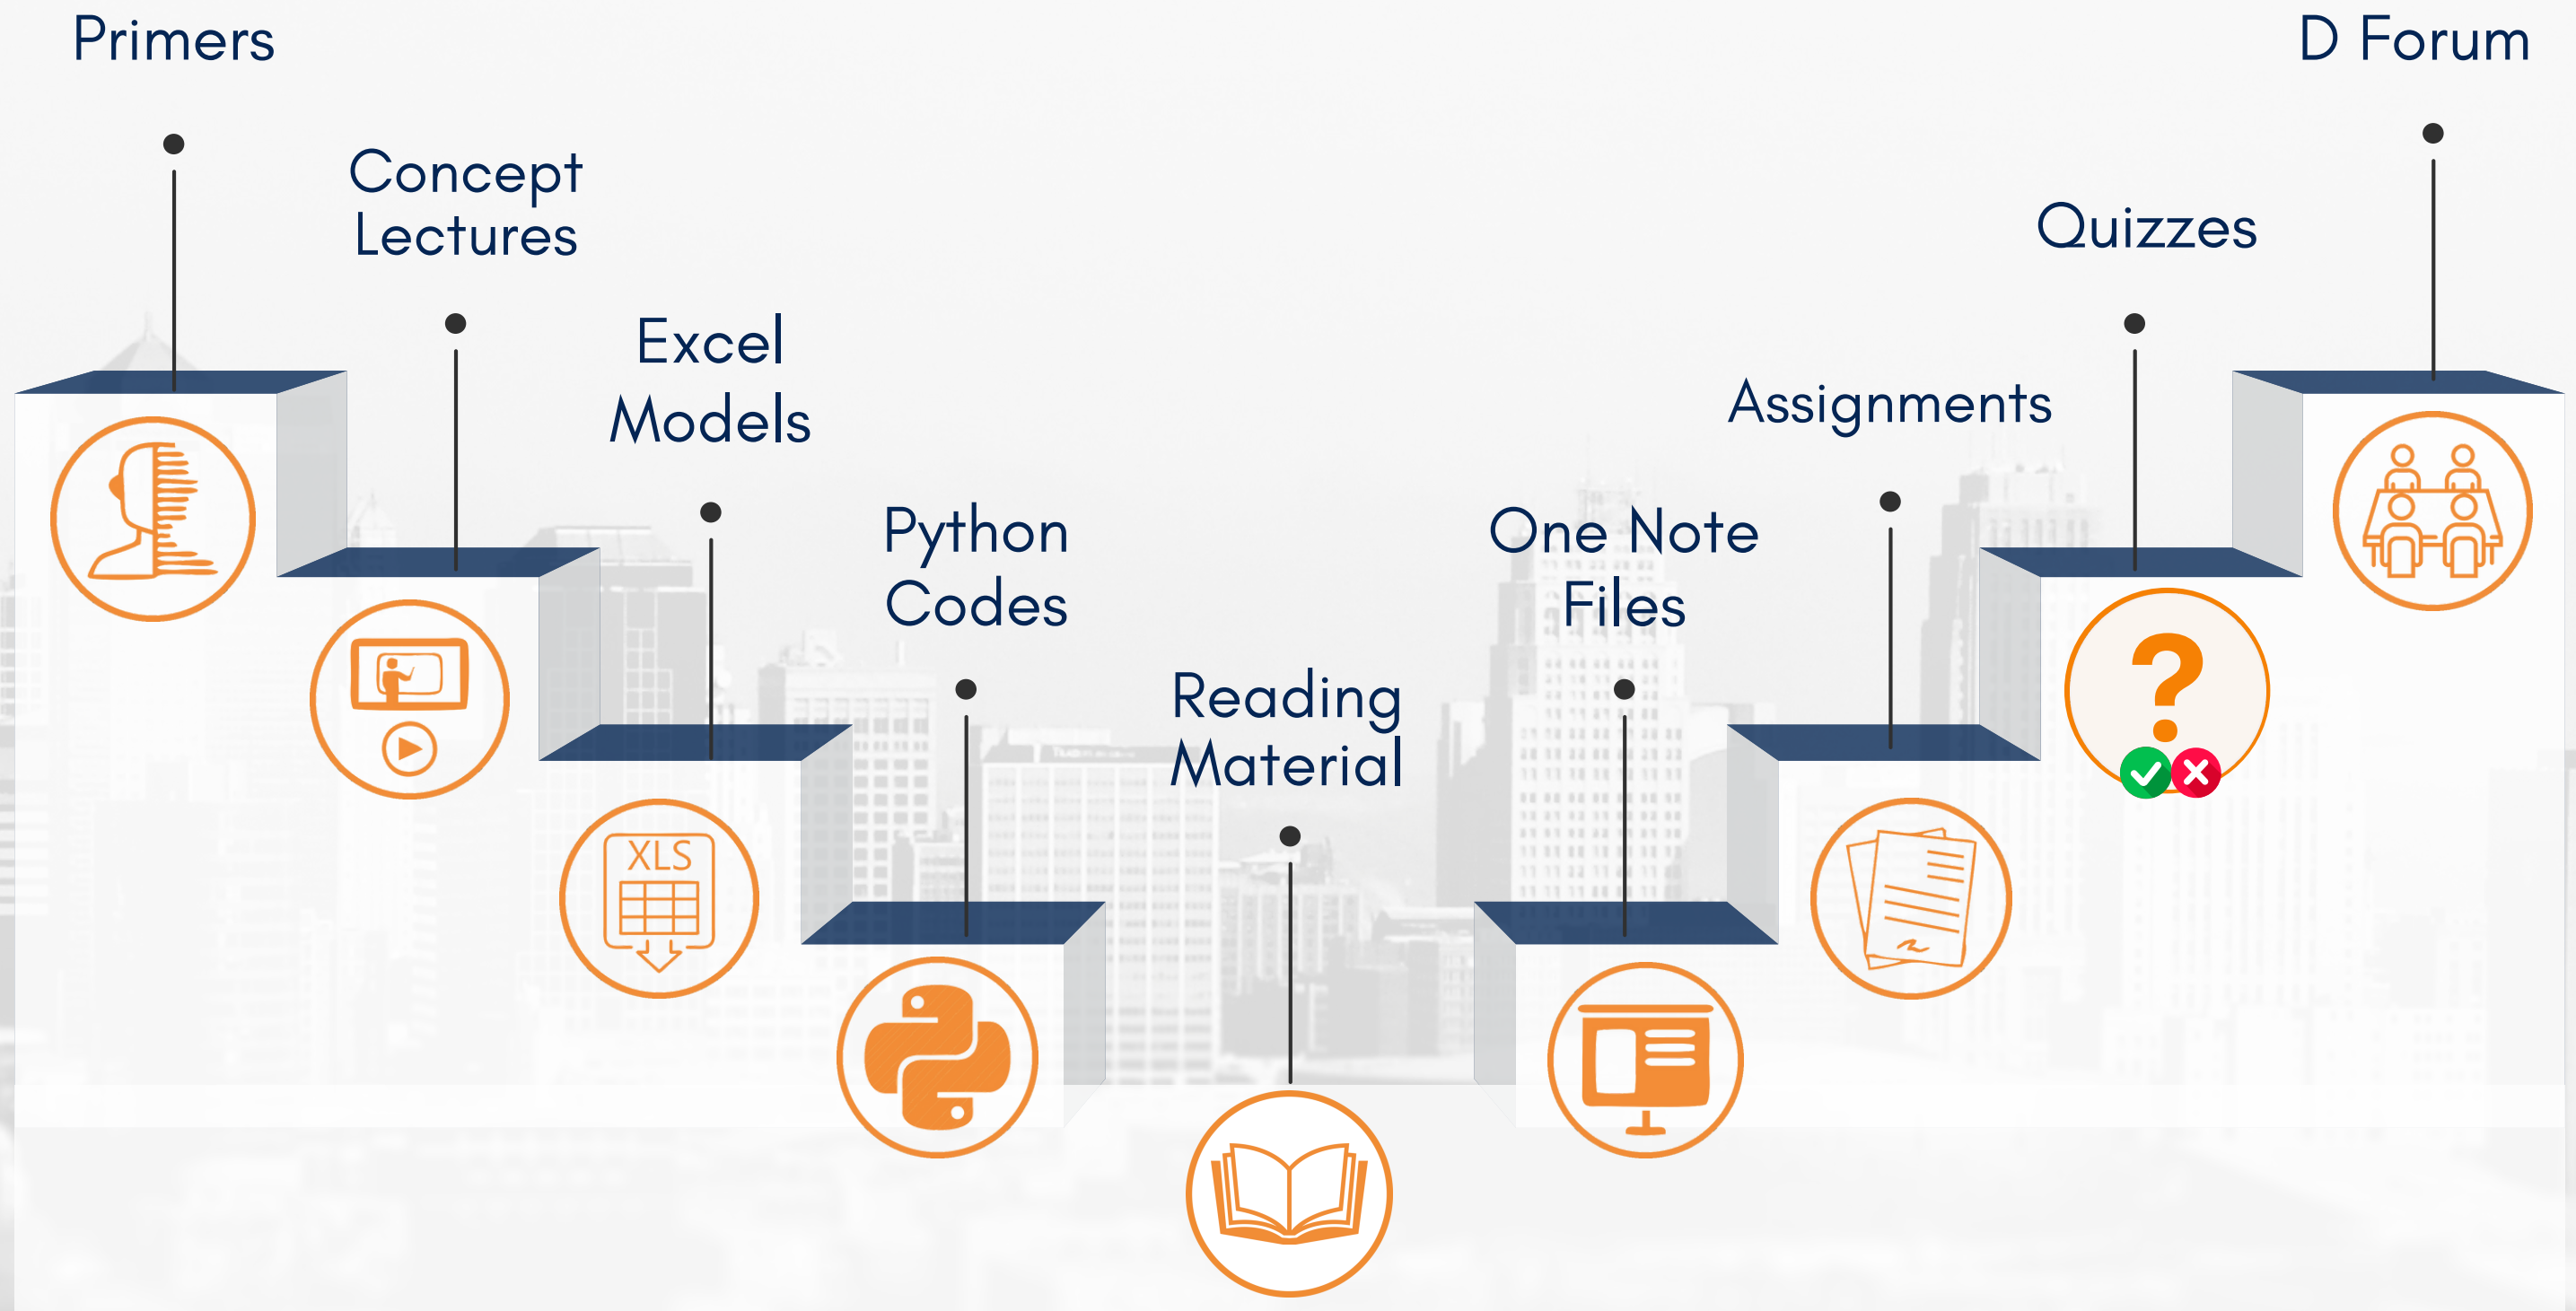 Primers
Concept
Lectures
Excel
Models
XLS
Python
Codes
Reading
Material
One Note
Files
Assignments
Quizzes
D Forum